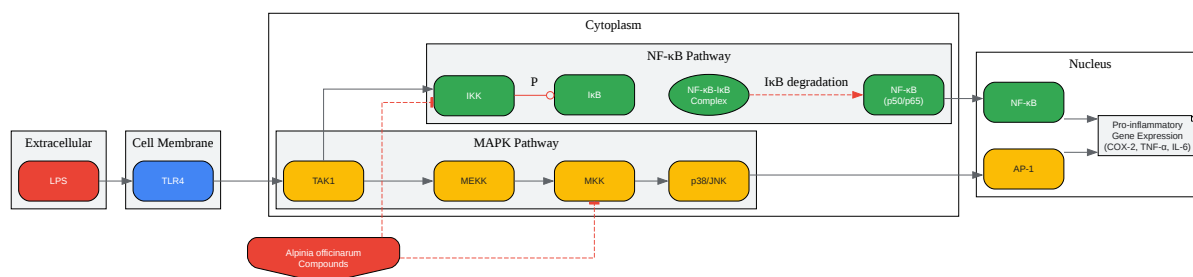 Cytoplasm
NF-κB Pathway
P
IκB degradation
IKK
IκB
NF-κB-IκB
Complex
NF-κB
(p50/p65)
Nucleus
NF-κB
Pro-inflammatory
Gene Expression
(COX-2, TNF-α, IL-6)
AP-1
Extracellular
LPS
Cell Membrane
TLR4
MAPK Pathway
TAK1
MEKK
MKK
p38/JNK
Alpinia officinarum
Compounds